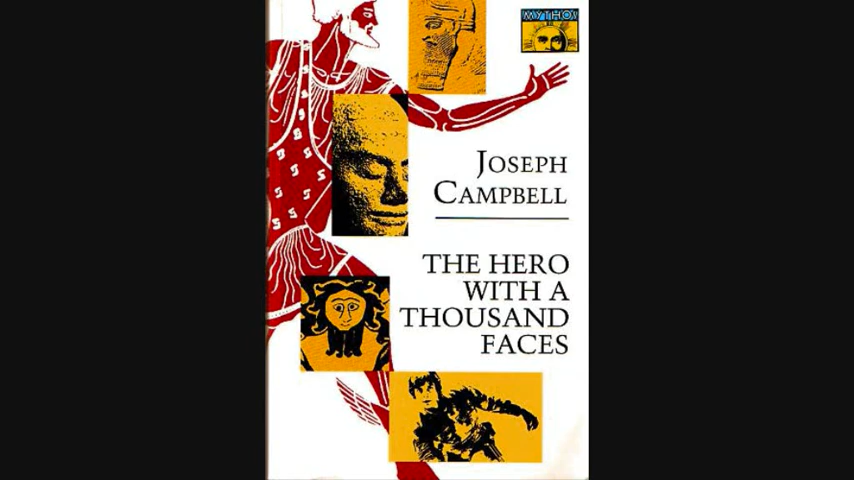 MYTHOS
JOSEPH
CAMPBELL
THE HERO
WITH A
THOUSAND
FACES